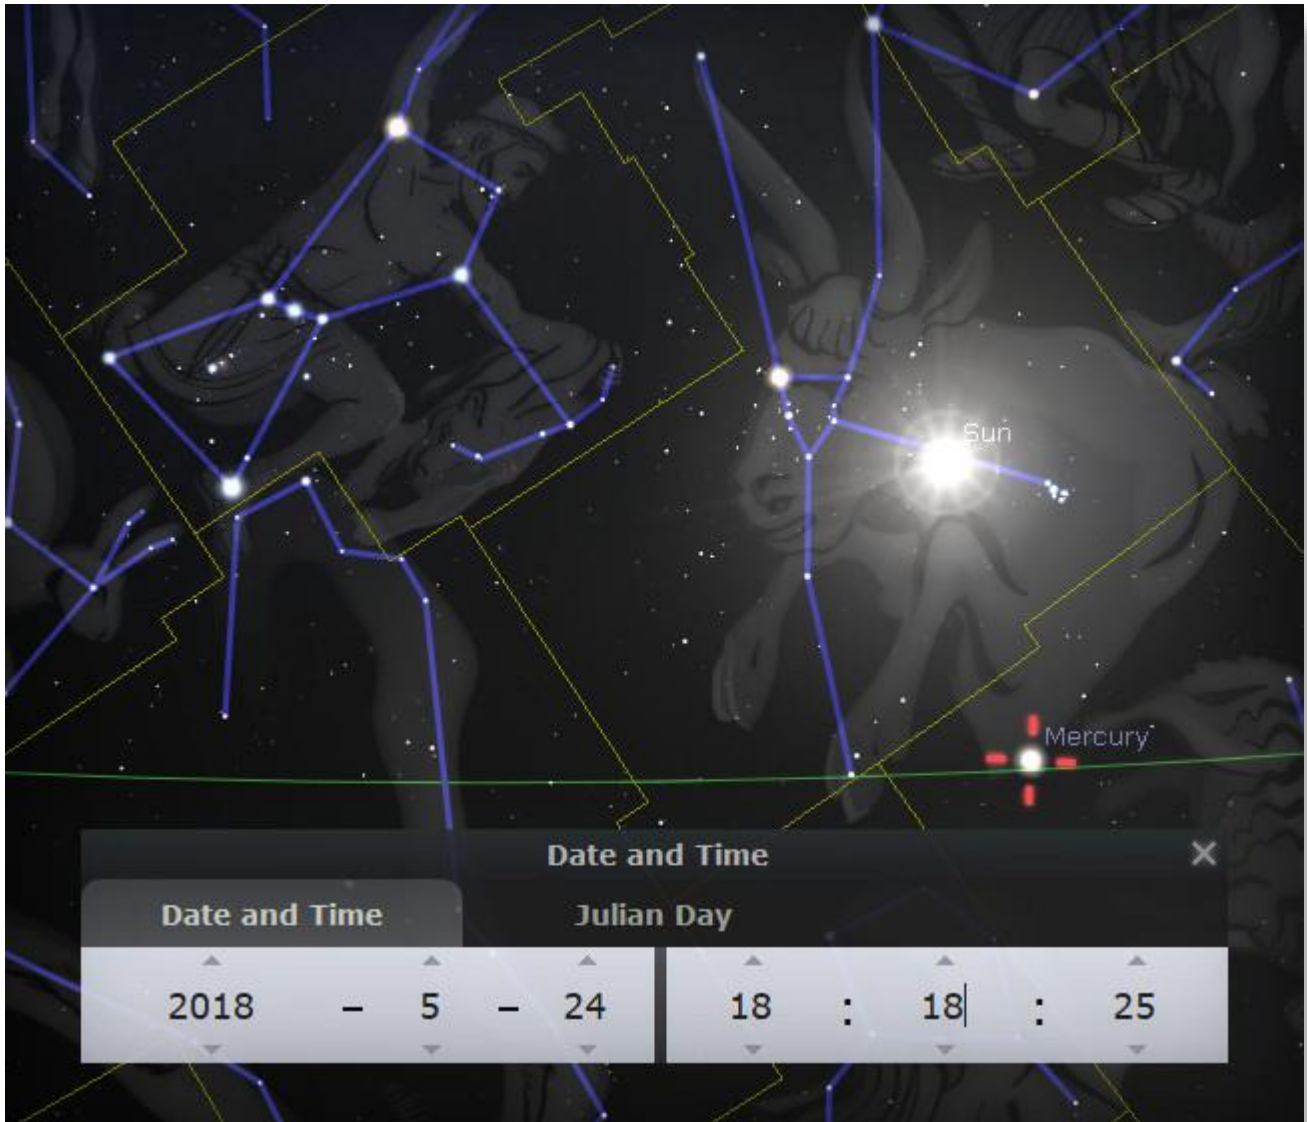 Sun
Mercury
Date and Time ×
Date and Time Julian Day
2018 – 5 – 24 18 : 18 : 25